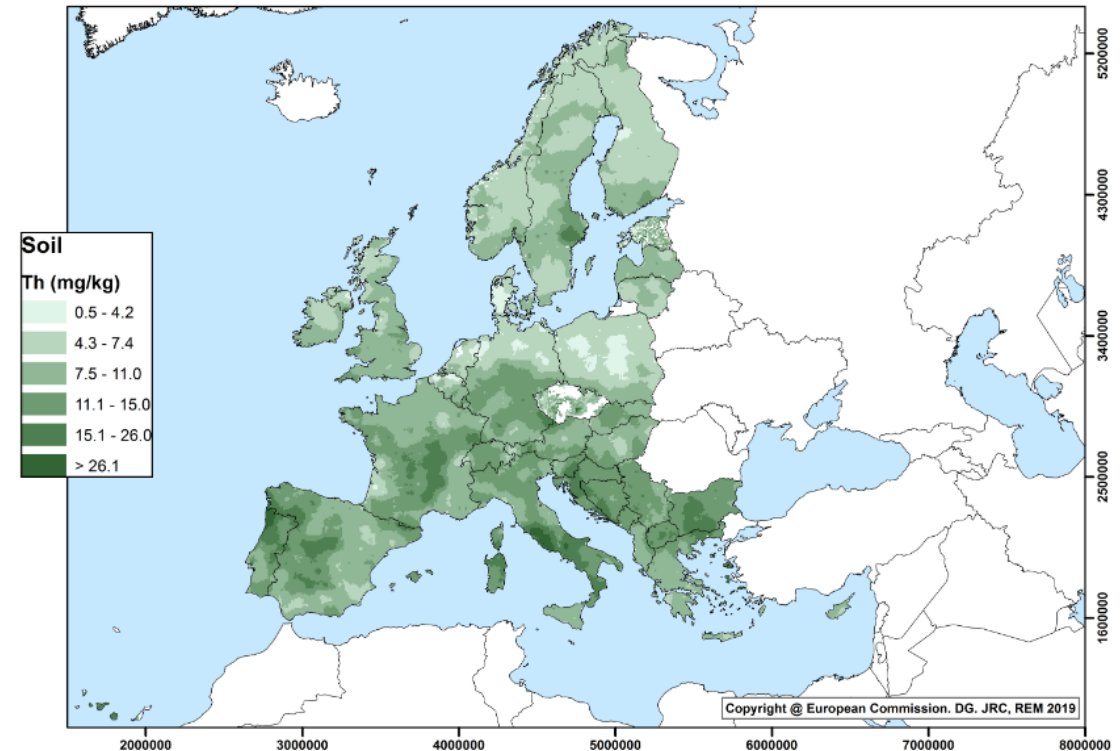 Soil
Th (mg/kg)
0.5 - 4.2
4.3 - 7.4
7.5 - 11.0
11.1 - 15.0
15.1 - 26.0
> 26.1
5200000
4300000
3400000
2500000
1600000
Copyright @ European Commission. DG. JRC, REM 2019
2000000 3000000 4000000 5000000 6000000 7000000 8000000